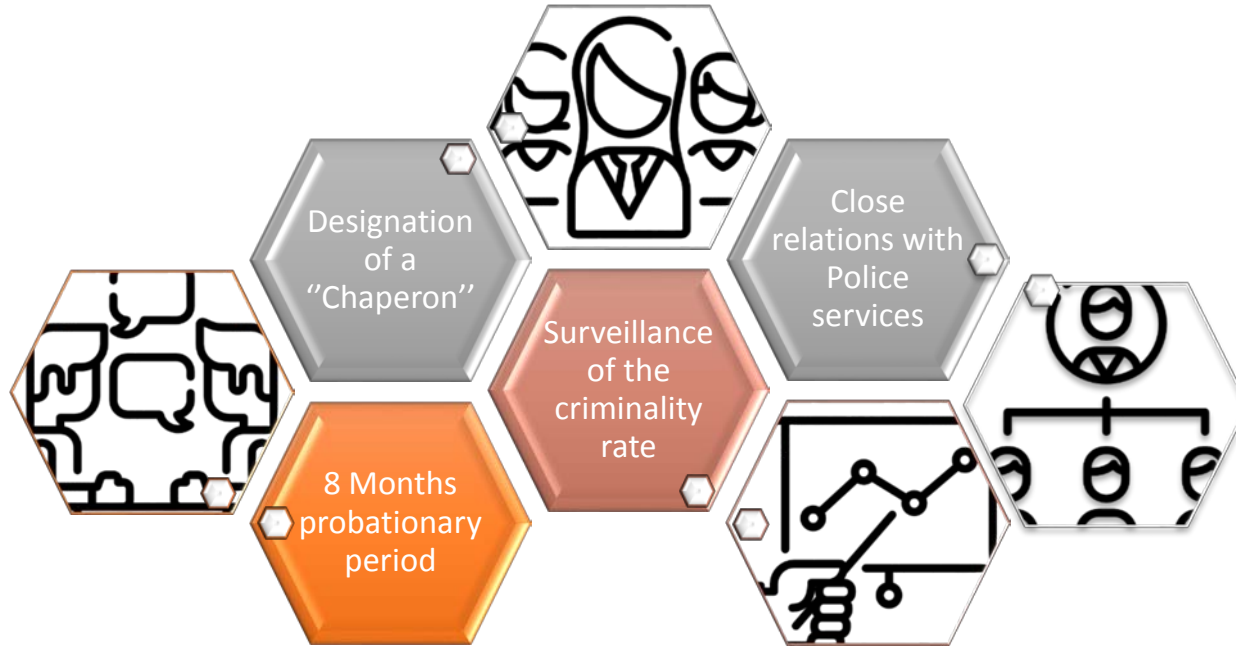 Designation
of a
‘’Chaperon’’
Close
relations with
Police
services
Surveillance
of the
criminality
rate
8 Months
probationary
period